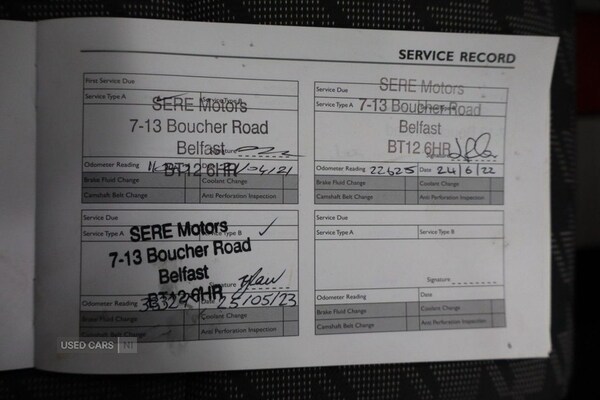 SERVICE RECORD
First Service Due
Service Type A
SERE Motors
7-13 Boucher Road
Belfast
Signature
BT12 6HR
Odometer Reading
Brake Fluid Change Coolant Change
Camshaft Belt Change Anti Perforation Inspection
Service Due
SERE Motors
Service Type A
7-13 Boucher Road
Belfast
BT12 6HR
Odometer Reading 22625 Date 24/6/22
Brake Fluid Change Coolant Change
Camshaft Belt Change Anti Perforation Inspection
Service Due
Service Type A Service Type B ✓
SERE Motors
7-13 Boucher Road
Belfast
Signature
BT12 6HR
Odometer Reading Date 25/05/23
Brake Fluid Change Coolant Change
Camshaft Belt Change Anti Perforation Inspection
Service Due
Service Type A Service Type B
Signature
Odometer Reading Date
Brake Fluid Change Coolant Change
Camshaft Belt Change Anti Perforation Inspection
USED CARS NI